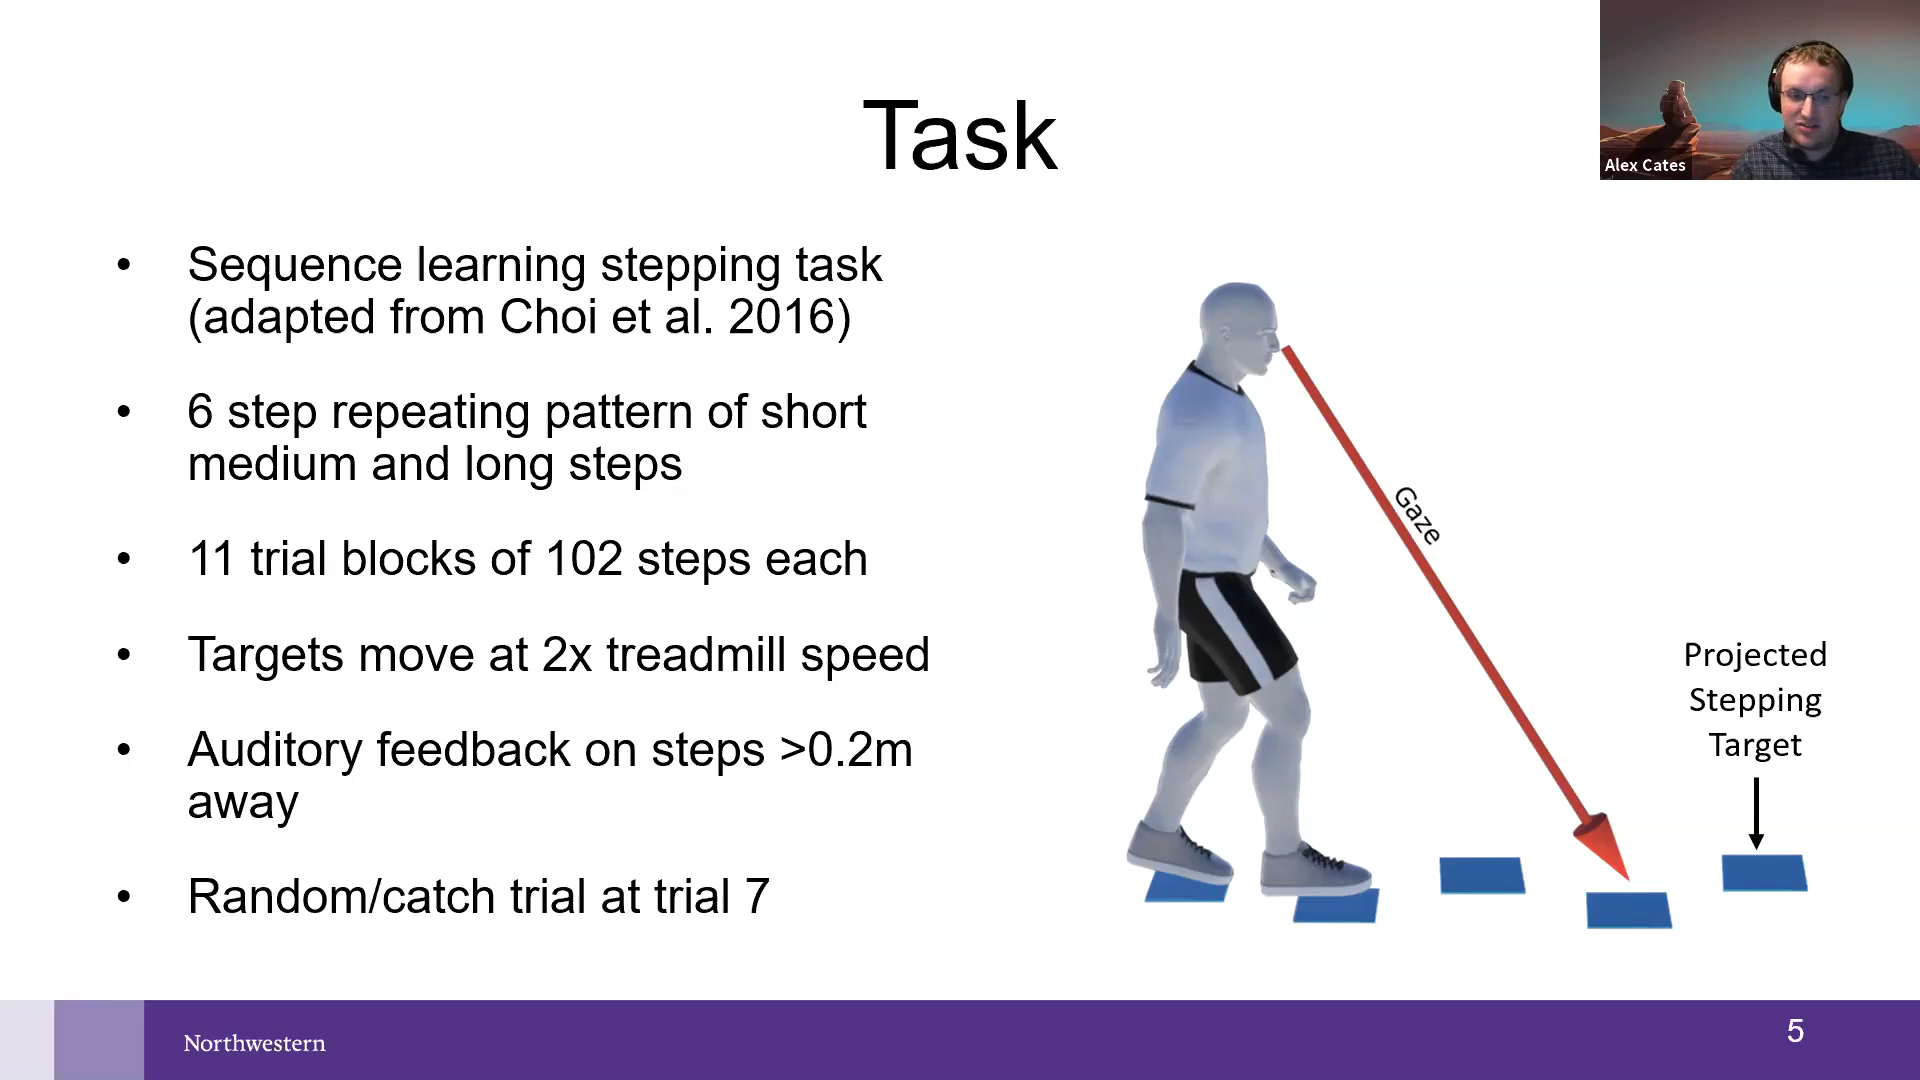 Task
Alex Cates
• Sequence learning stepping task
(adapted from Choi et al. 2016)
• 6 step repeating pattern of short
medium and long steps
• 11 trial blocks of 102 steps each
• Targets move at 2x treadmill speed
• Auditory feedback on steps >0.2m
away
• Random/catch trial at trial 7
Gaze
Projected
Stepping
Target
Northwestern
5